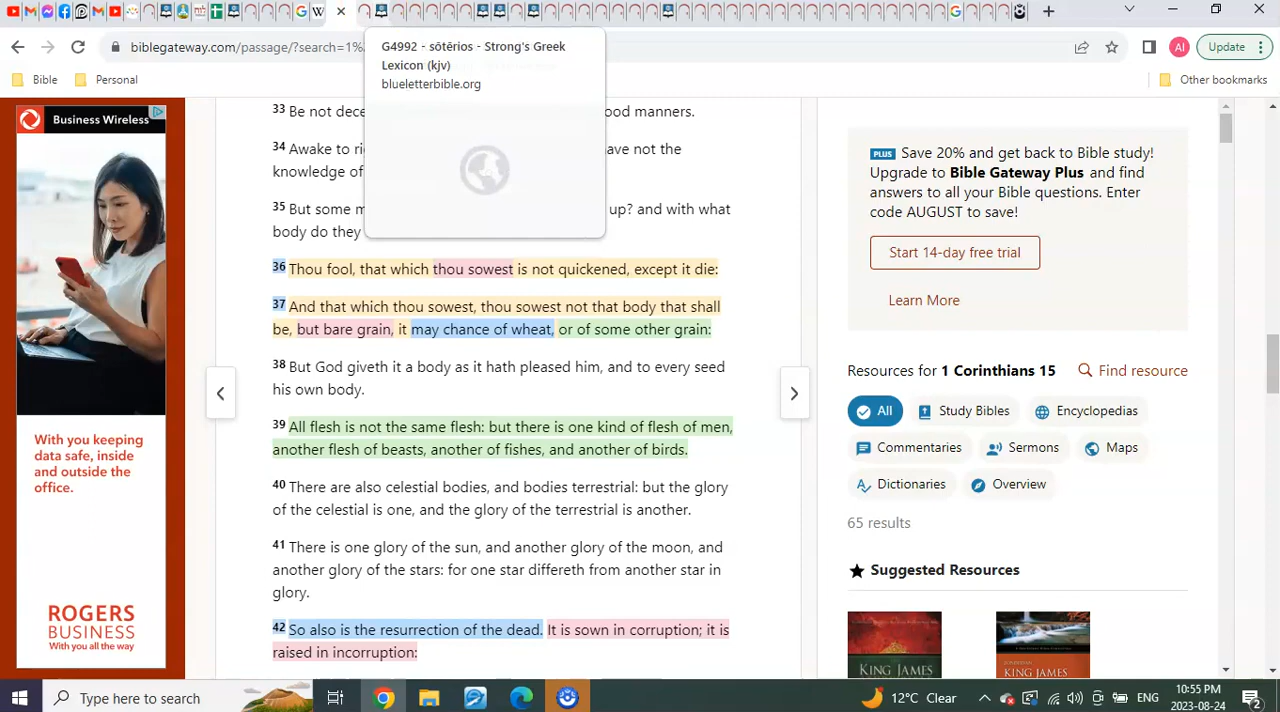 biblegateway.com/passage/?search=1%
AI
Update
Bible
Personal
Other bookmarks
G4992 - sōtērios - Strong's Greek
Lexicon (kjv)
blueletterbible.org
Business Wireless
With you keeping
data safe, inside
and outside the
office.
ROGERS
BUSINESS
With you all the way
33 Be not dece
ood manners.
34 Awake to ri
ave not the
knowledge of
35 But some m
up? and with what
body do they
36 Thou fool, that which thou sowest is not quickened, except it die:
37 And that which thou sowest, thou sowest not that body that shall
be, but bare grain, it may chance of wheat, or of some other grain:
38 But God giveth it a body as it hath pleased him, and to every seed
his own body.
39 All flesh is not the same flesh: but there is one kind of flesh of men,
another flesh of beasts, another of fishes, and another of birds.
40 There are also celestial bodies, and bodies terrestrial: but the glory
of the celestial is one, and the glory of the terrestrial is another.
41 There is one glory of the sun, and another glory of the moon, and
another glory of the stars: for one star differeth from another star in
glory.
42 So also is the resurrection of the dead. It is sown in corruption; it is
raised in incorruption:
PLUS Save 20% and get back to Bible study!
Upgrade to Bible Gateway Plus and find
answers to all your Bible questions. Enter
code AUGUST to save!
Start 14-day free trial
Learn More
Resources for 1 Corinthians 15
Find resource
All
Study Bibles
Encyclopedias
Commentaries
Sermons
Maps
Dictionaries
Overview
65 results
Suggested Resources
KING JAMES
KING JAMES
Type here to search
12°C Clear
ENG
10:55 PM
2023-08-24
2